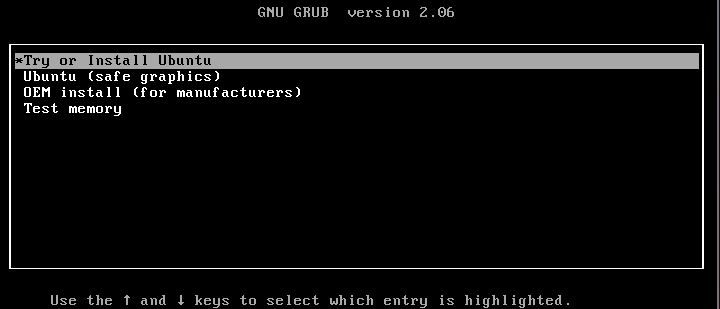 GNU GRUB  version 2.06
*Try or Install Ubuntu
Ubuntu (safe graphics)
OEM install (for manufacturers)
Test memory
Use the ↑ and ↓ keys to select which entry is highlighted.